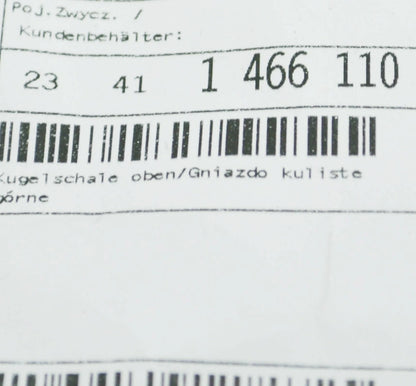 Poj.Zwycz. /
Kundenbehälter:
23 41 1 466 110
Kugelschale oben/Gniazdo kuliste
górne